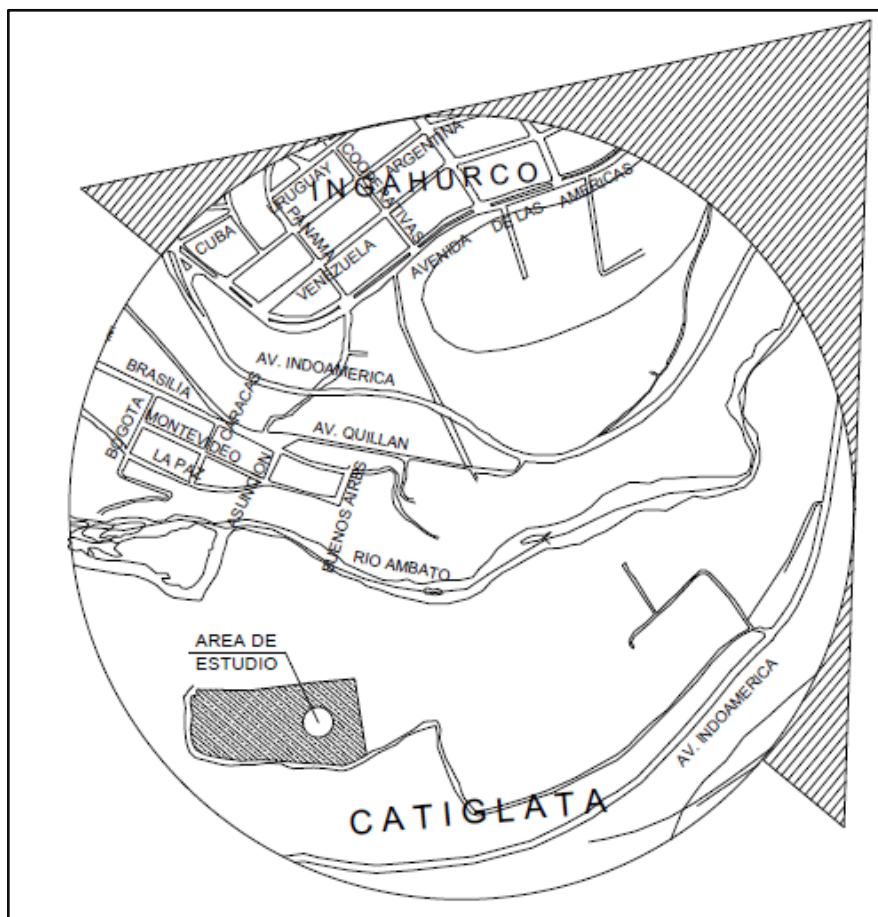 ARGENTINA
COOPERATIVAS
URUGUAY
INGAHURCO
PANAMA
CUBA
VENEZUELA
AVENIDA DE LAS AMERICAS
AV. INDOAMERICA
BRASILIA
CARACAS
MONTEVIDEO
AV. QUILLAN
BOGOTA
LA PAZ
ASUNCION
BUENOS AIRES
RIO AMBATO
AREA DE
ESTUDIO
AV. INDOAMERICA
CATIGLATA